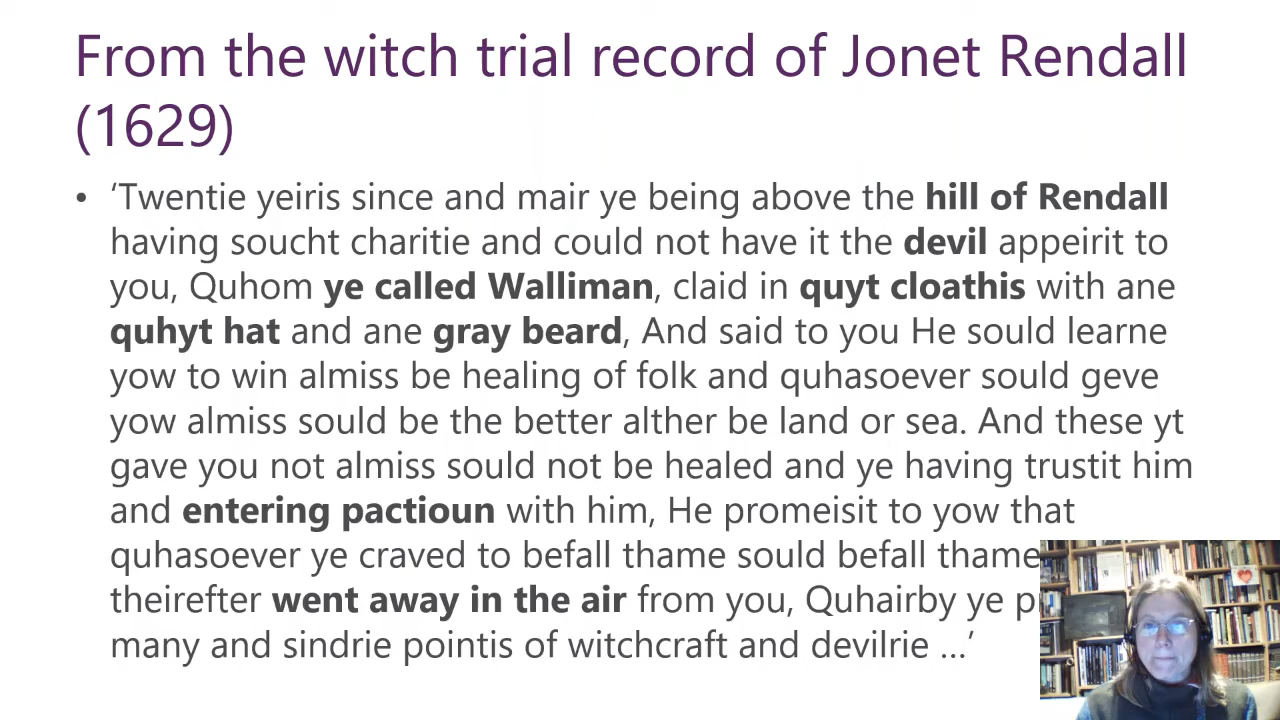 From the witch trial record of Jonet Rendall
(1629)
• ‘Twentie yeiris since and mair ye being above the hill of Rendall
having soucht charitie and could not have it the devil appeirit to
you, Quhom ye called Walliman, claid in quyt cloathis with ane
quhyt hat and ane gray beard, And said to you He sould learne
yow to win almiss be healing of folk and quhasoever sould geve
yow almiss sould be the better alther be land or sea. And these yt
gave you not almiss sould not be healed and ye having trustit him
and entering pactioun with him, He promeisit to yow that
quhasoever ye craved to befall thame sould befall thame
theirefter went away in the air from you, Quhairby ye
many and sindrie pointis of witchcraft and devilrie ...’